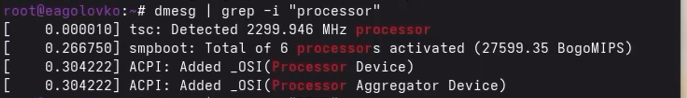 root@eagolovko:~# dmesg | grep -i "processor"
[    0.000010] tsc: Detected 2299.946 MHz processor
[    0.266750] smpboot: Total of 6 processors activated (27599.35 BogoMIPS)
[    0.304222] ACPI: Added _OSI(Processor Device)
[    0.304222] ACPI: Added _OSI(Processor Aggregator Device)